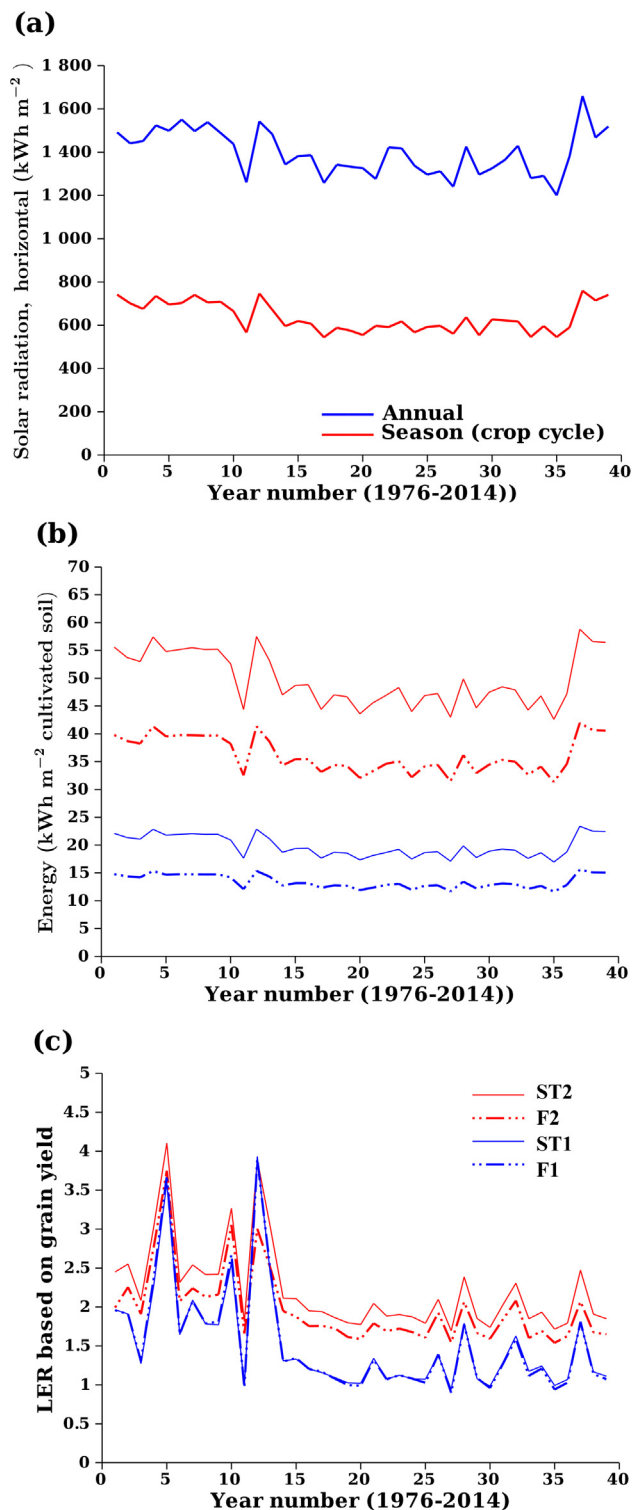 (a)
Solar radiation, horizontal (kWh m−2)
1 800
1 600
1 400
1 200
1 000
800
600
400
200
0
Annual
Season (crop cycle)
0 5 10 15 20 25 30 35 40
Year number (1976-2014))
(b)
Energy (kWh m−2 cultivated soil)
70
65
60
55
50
45
40
35
30
25
20
15
10
5
0
0 5 10 15 20 25 30 35 40
Year number (1976-2014))
(c)
LER based on grain yield
5
4.5
4
3.5
3
2.5
2
1.5
1
0.5
0
ST2
F2
ST1
F1
0 5 10 15 20 25 30 35 40
Year number (1976-2014)